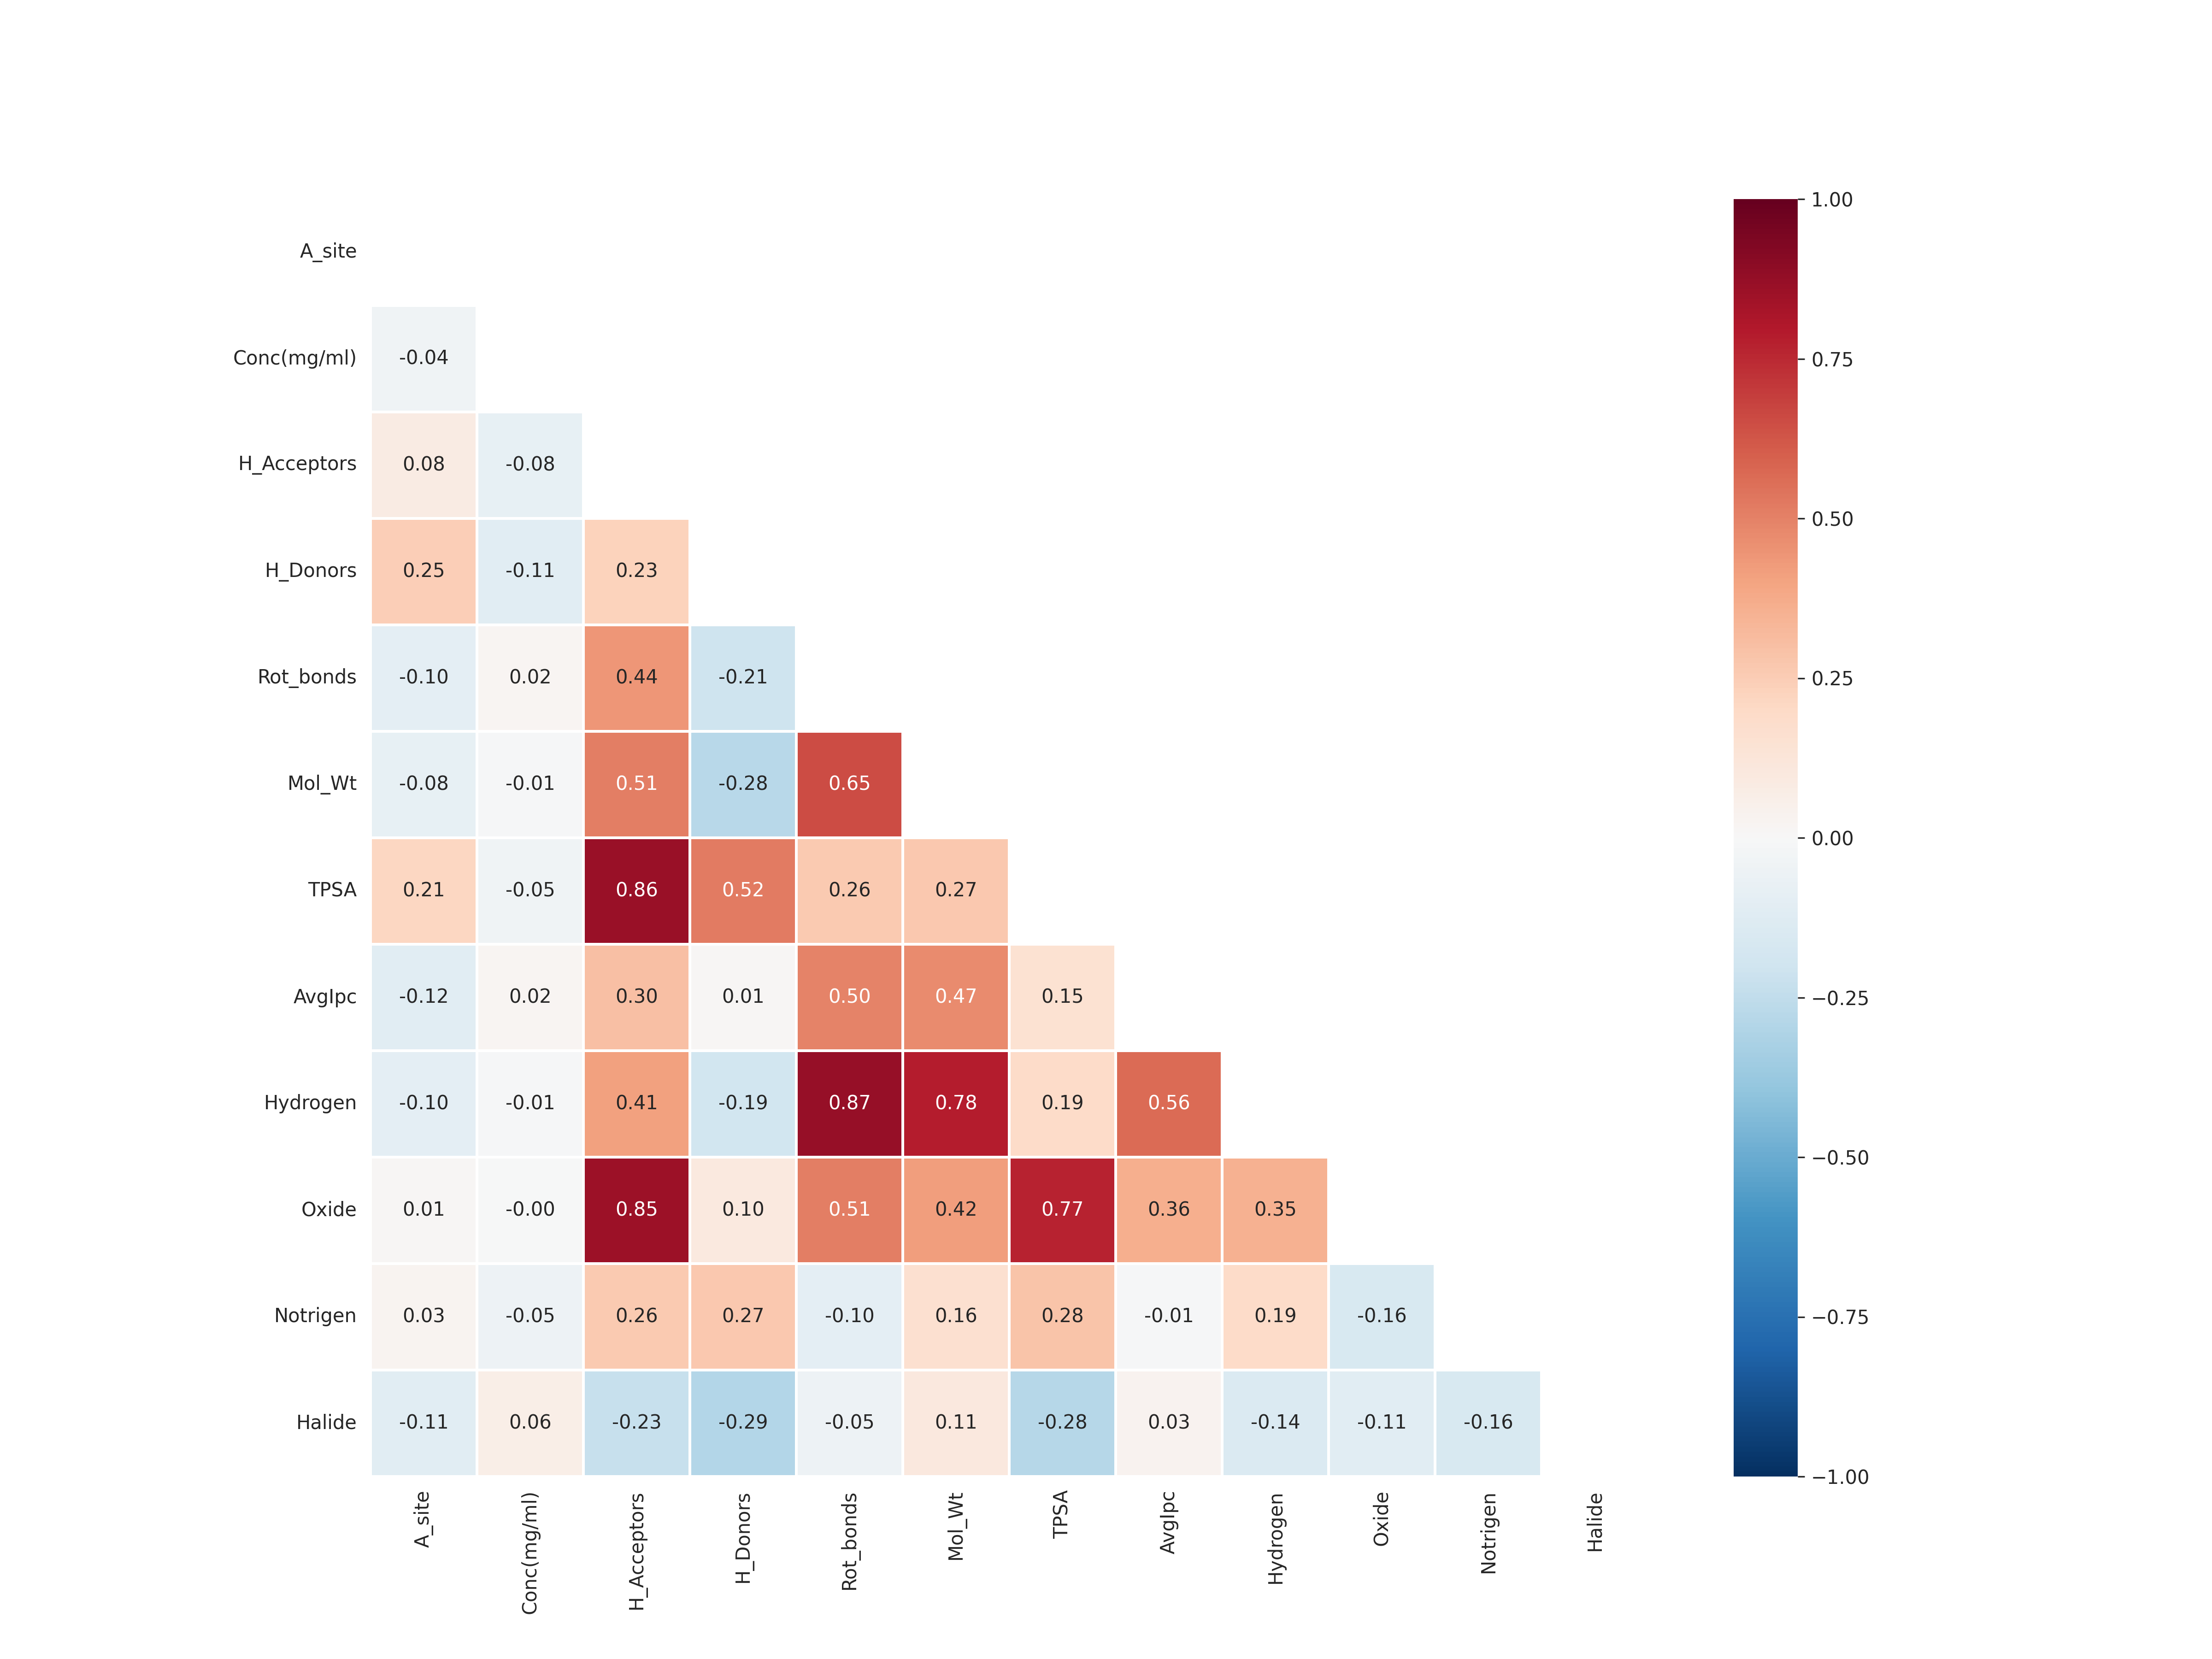 1.00
A_site
Conc(mg/ml) -0.04 0.75
H_Acceptors 0.08 -0.08
0.50
H_Donors 0.25 -0.11 0.23
Rot_bonds -0.10 0.02 0.44 -0.21 0.25
Mol_Wt -0.08 -0.01 0.51 -0.28 0.65
0.00
TPSA 0.21 -0.05 0.86 0.52 0.26 0.27
AvgIpc -0.12 0.02 0.30 0.01 0.50 0.47 0.15 −0.25
Hydrogen -0.10 -0.01 0.41 -0.19 0.87 0.78 0.19 0.56
−0.50
Oxide 0.01 -0.00 0.85 0.10 0.51 0.42 0.77 0.36 0.35
Notrigen 0.03 -0.05 0.26 0.27 -0.10 0.16 0.28 -0.01 0.19 -0.16 −0.75
Halide -0.11 0.06 -0.23 -0.29 -0.05 0.11 -0.28 0.03 -0.14 -0.11 -0.16
−1.00
A_site Conc(mg/ml) H_Acceptors H_Donors Rot_bonds Mol_Wt TPSA AvgIpc Hydrogen Oxide Notrigen Halide